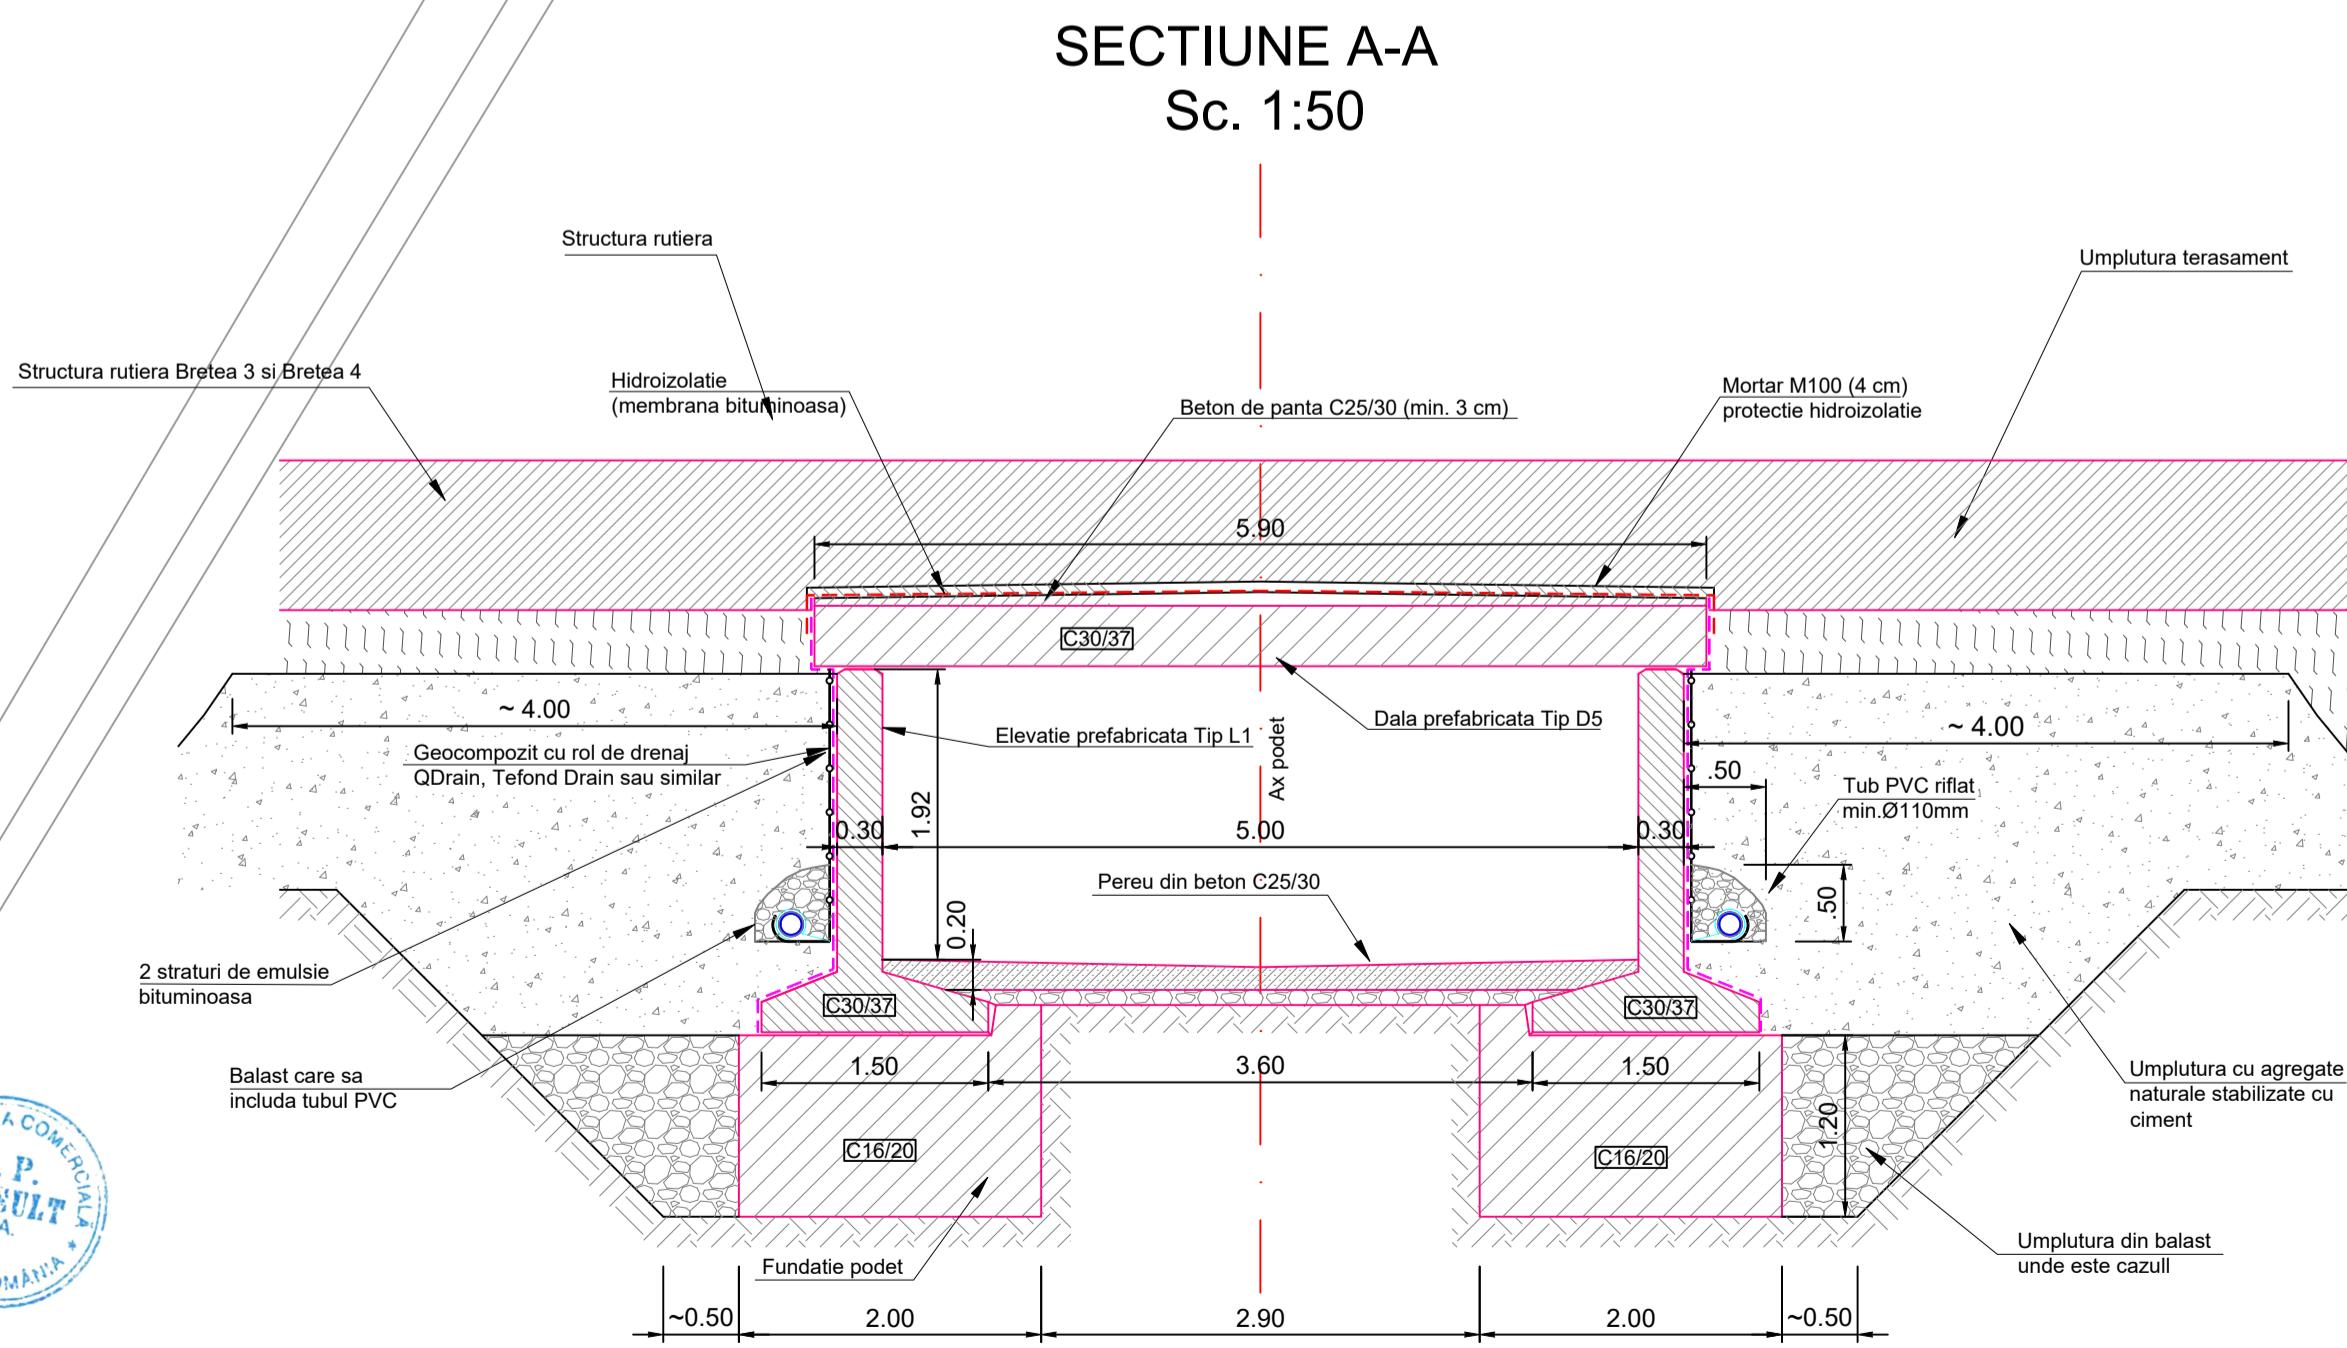 SECTIUNE A-A
Sc. 1:50
Structura rutiera
Umplutura terasament
Structura rutiera Bretea 3 si Bretea 4
Hidroizolatie
(membrana bituminoasa)
Beton de panta C25/30 (min. 3 cm)
Mortar M100 (4 cm)
protectie hidroizolatie
5.90
C30/37
~ 4.00
Geocompozit cu rol de drenaj
QDrain, Tefond Drain sau similar
Elevatie prefabricata Tip L1
Ax podet
Dala prefabricata Tip D5
~ 4.00
.50
Tub PVC riflat
min.Ø110mm
0.30
1.92
5.00
0.30
Pereu din beton C25/30
.50
0.20
2 straturi de emulsie
bituminoasa
C30/37
C30/37
Balast care sa
includa tubul PVC
1.50
3.60
1.50
Umplutura cu agregate
naturale stabilizate cu
ciment
1.20
C16/20
C16/20
Fundatie podet
Umplutura din balast
unde este cazull
~0.50
2.00
2.90
2.00
~0.50
COMERCIALĂ
P.